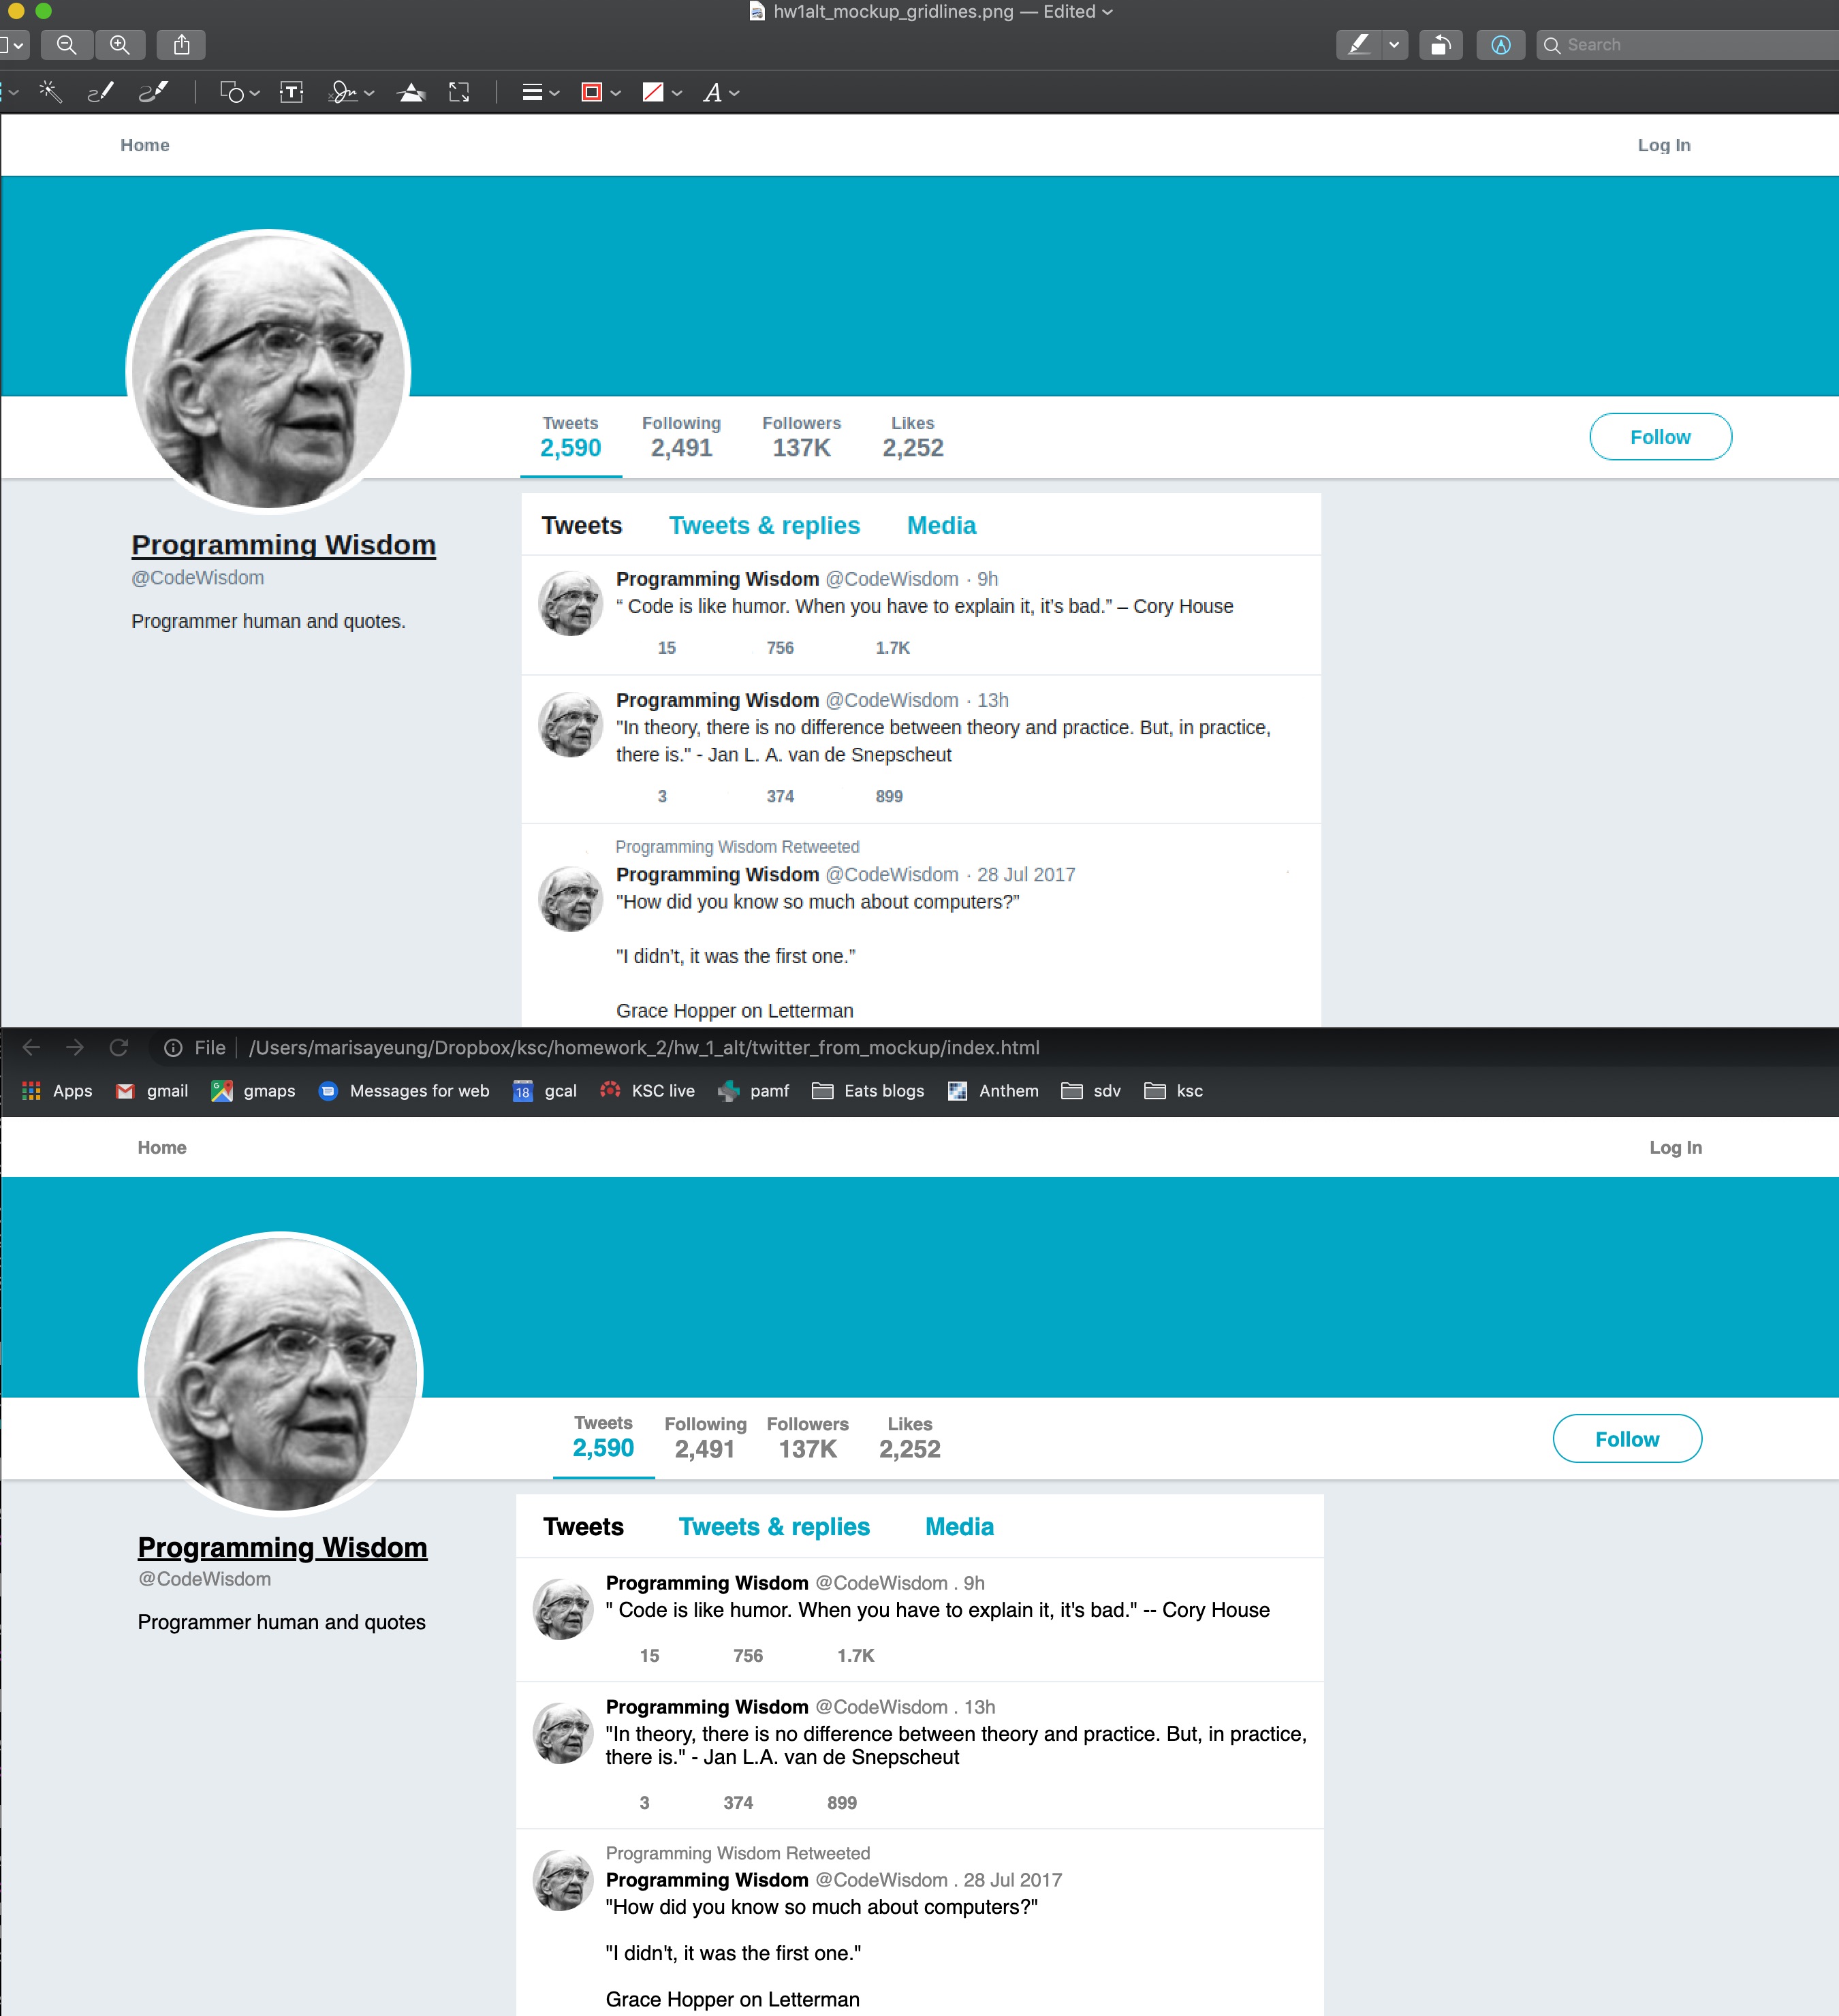 hw1alt_mockup_gridlines.png — Edited
Search
Home
Log In
Tweets
2,590
Following
2,491
Followers
137K
Likes
2,252
Follow
Programming Wisdom
@CodeWisdom
Programmer human and quotes.
Tweets Tweets & replies Media
Programming Wisdom @CodeWisdom · 9h
“ Code is like humor. When you have to explain it, it’s bad.” – Cory House
15 756 1.7K
Programming Wisdom @CodeWisdom · 13h
"In theory, there is no difference between theory and practice. But, in practice,
there is." - Jan L. A. van de Snepscheut
3 374 899
Programming Wisdom Retweeted
Programming Wisdom @CodeWisdom · 28 Jul 2017
"How did you know so much about computers?”
"I didn’t, it was the first one.”
Grace Hopper on Letterman
File /Users/marisayeung/Dropbox/ksc/homework_2/hw_1_alt/twitter_from_mockup/index.html
Apps gmail gmaps Messages for web 18 gcal KSC live pamf Eats blogs Anthem sdv ksc
Home
Log In
Tweets
2,590
Following
2,491
Followers
137K
Likes
2,252
Follow
Programming Wisdom
@CodeWisdom
Programmer human and quotes
Tweets Tweets & replies Media
Programming Wisdom @CodeWisdom . 9h
" Code is like humor. When you have to explain it, it's bad." -- Cory House
15 756 1.7K
Programming Wisdom @CodeWisdom . 13h
"In theory, there is no difference between theory and practice. But, in practice,
there is." - Jan L.A. van de Snepscheut
3 374 899
Programming Wisdom Retweeted
Programming Wisdom @CodeWisdom . 28 Jul 2017
"How did you know so much about computers?"
"I didn't, it was the first one."
Grace Hopper on Letterman